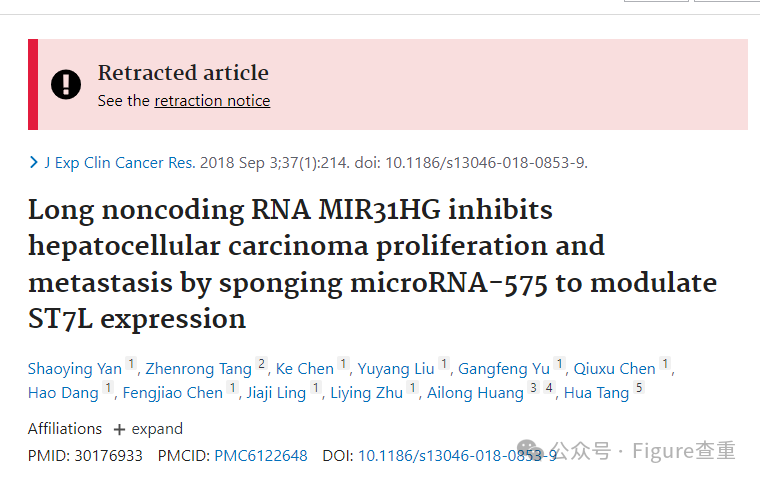 Retracted article
See the retraction notice
> J Exp Clin Cancer Res. 2018 Sep 3;37(1):214. doi: 10.1186/s13046-018-0853-9.
Long noncoding RNA MIR31HG inhibits
hepatocellular carcinoma proliferation and
metastasis by sponging microRNA-575 to modulate
ST7L expression
Shaoying Yan 1, Zhenrong Tang 2, Ke Chen 1, Yuyang Liu 1, Gangfeng Yu 1, Qiuxu Chen 1,
Hao Dang 1, Fengjiao Chen 1, Jiaji Ling 1, Liying Zhu 1, Ailong Huang 3 4, Hua Tang 5
Affiliations + expand
PMID: 30176933 PMCID: PMC6122648 DOI: 10.1186/s13046-018-0853-9
公众号 · Figure查重